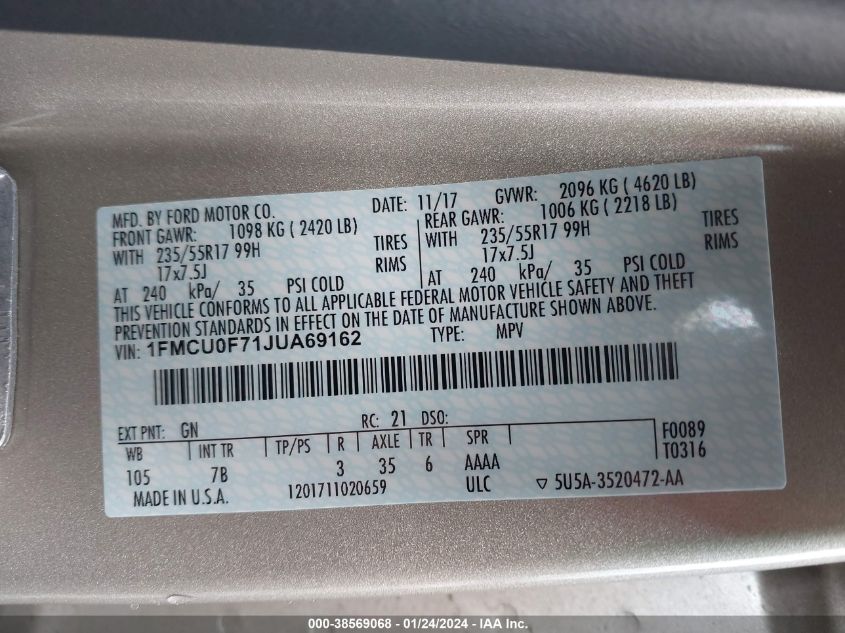 MFD. BY FORD MOTOR CO. DATE: 11/17 GVWR: 2096 KG ( 4620 LB)
FRONT GAWR: 1098 KG ( 2420 LB) REAR GAWR: 1006 KG ( 2218 LB)
WITH 235/55R17 99H TIRES WITH 235/55R17 99H TIRES
17x7.5J RIMS 17x7.5J RIMS
AT 240 kPa/ 35 PSI COLD AT 240 kPa/ 35 PSI COLD
THIS VEHICLE CONFORMS TO ALL APPLICABLE FEDERAL MOTOR VEHICLE SAFETY AND THEFT
PREVENTION STANDARDS IN EFFECT ON THE DATE OF MANUFACTURE SHOWN ABOVE.
VIN: 1FMCU0F71JUA69162 TYPE: MPV
EXT PNT: GN RC: 21 DSO:
WB INT TR TP/PS R AXLE TR SPR F0089
105 7B 3 35 6 AAAA T0316
MADE IN U.S.A. 1201711020659 ULC ▽ 5U5A-3520472-AA
000-38569068 - 01/24/2024 - IAA Inc.